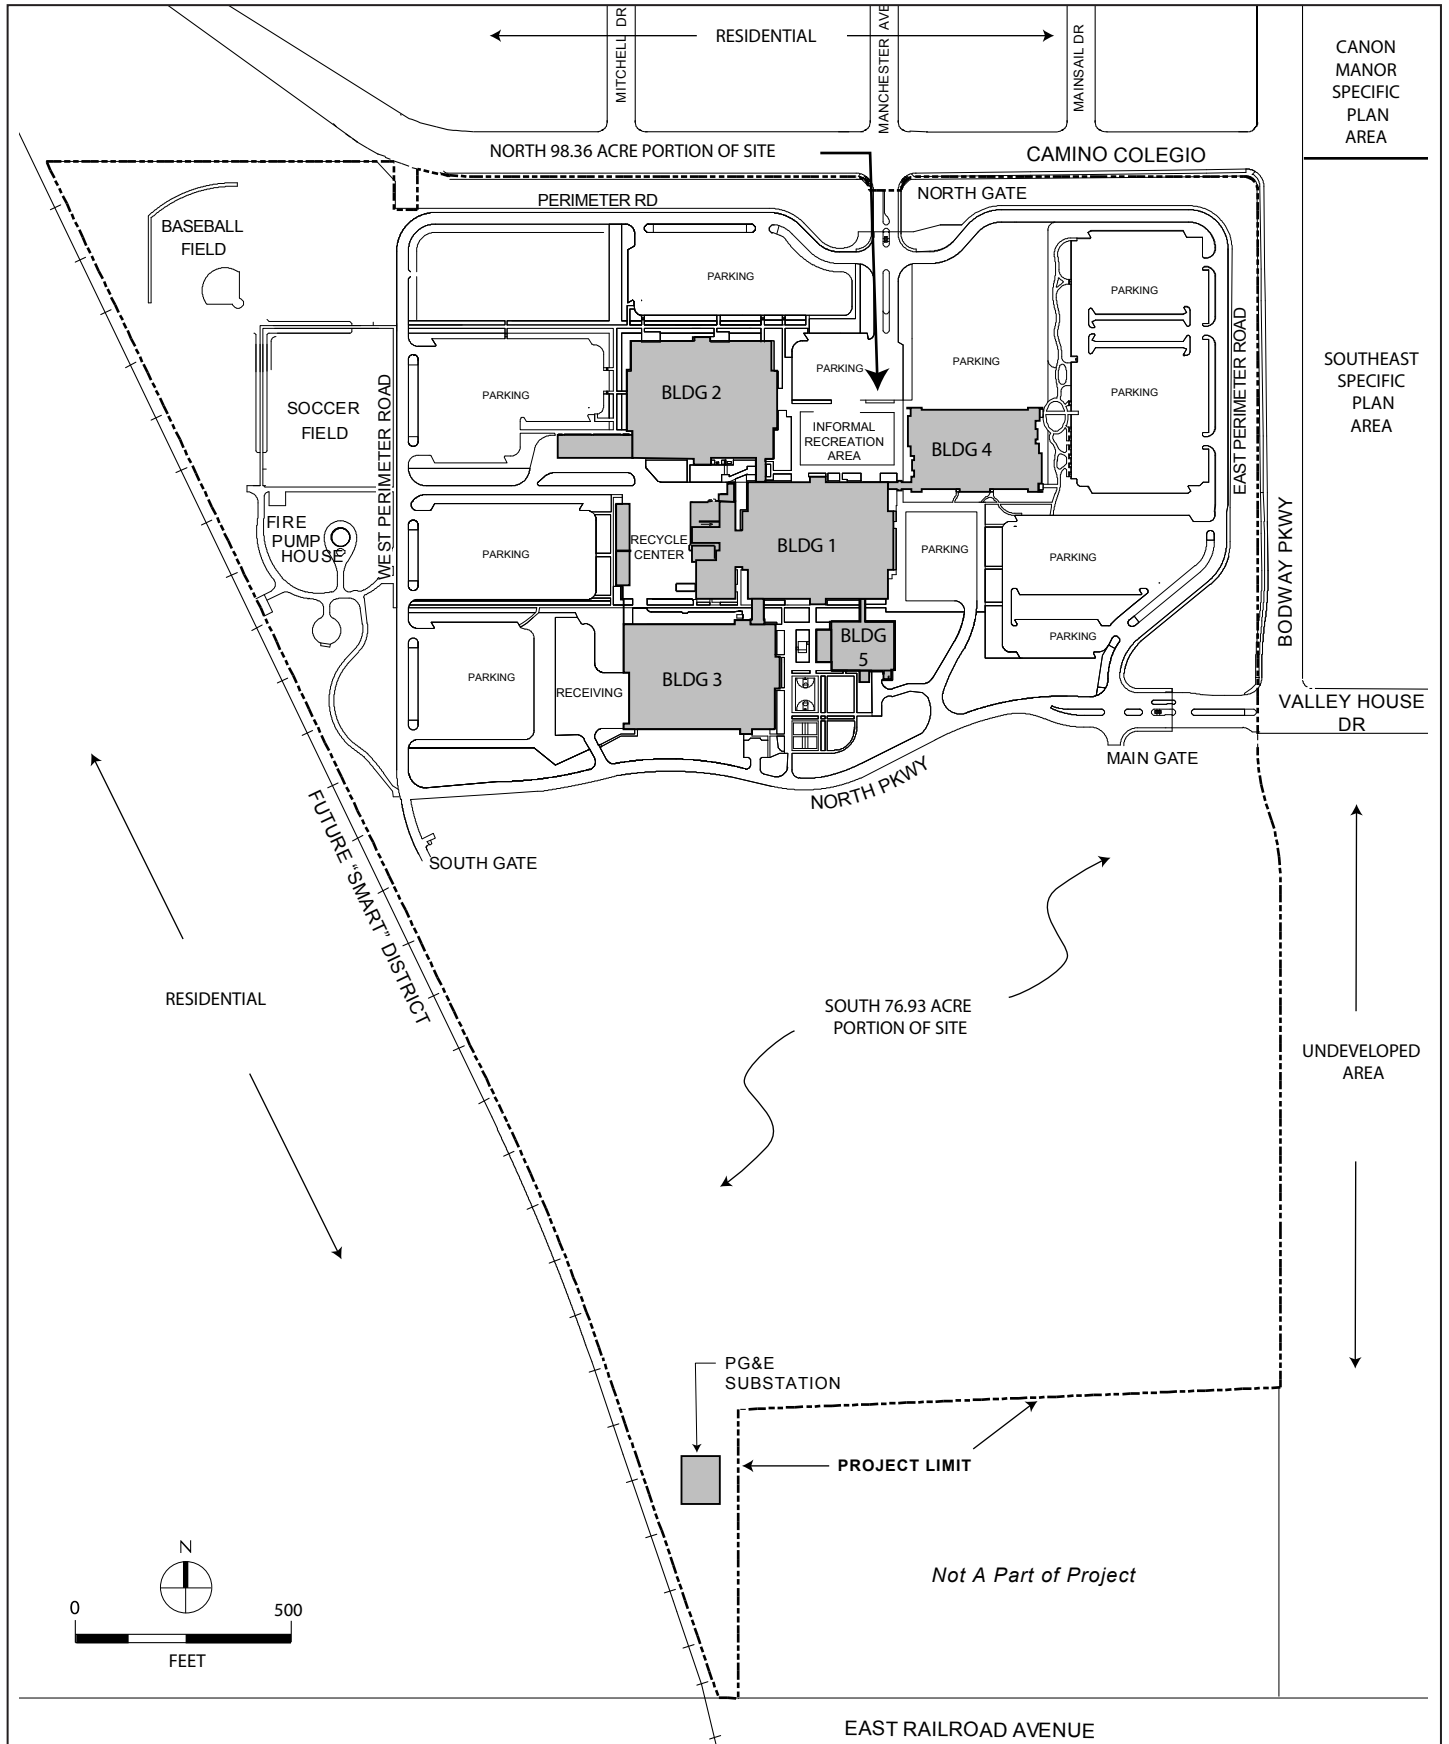 RESIDENTIAL
MITCHELL DR
MANCHESTER AVE
MAINSAIL DR
CANON
MANOR
SPECIFIC
PLAN
AREA
NORTH 98.36 ACRE PORTION OF SITE
CAMINO COLEGIO
PERIMETER RD
NORTH GATE
BASEBALL
FIELD
PARKING
PARKING
PARKING
PARKING
PARKING
PARKING
BLDG 2
SOCCER
FIELD
WEST PERIMETER ROAD
INFORMAL
RECREATION
AREA
BLDG 4
EAST PERIMETER ROAD
SOUTHEAST
SPECIFIC
PLAN
AREA
FIRE
PUMP
HOUSE
PARKING
RECYCLE
CENTER
BLDG 1
PARKING
PARKING
BODWAY PKWY
PARKING
BLDG
5
PARKING
RECEIVING
BLDG 3
VALLEY HOUSE
DR
MAIN GATE
NORTH PKWY
FUTURE “SMART” DISTRICT
SOUTH GATE
RESIDENTIAL
SOUTH 76.93 ACRE
PORTION OF SITE
UNDEVELOPED
AREA
PG&E
SUBSTATION
PROJECT LIMIT
Not A Part of Project
N
0
500
FEET
EAST RAILROAD AVENUE